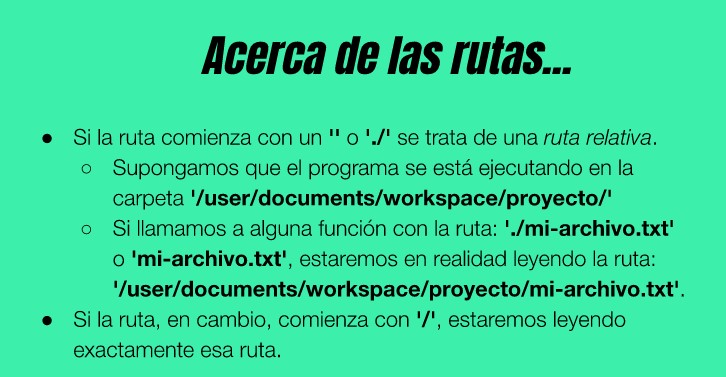 Acerca de las rutas...
● Si la ruta comienza con un '' o './' se trata de una ruta relativa.
○ Supongamos que el programa se está ejecutando en la
carpeta '/user/documents/workspace/proyecto/'
○ Si llamamos a alguna función con la ruta: './mi-archivo.txt'
o 'mi-archivo.txt', estaremos en realidad leyendo la ruta:
'/user/documents/workspace/proyecto/mi-archivo.txt'.
● Si la ruta, en cambio, comienza con '/', estaremos leyendo
exactamente esa ruta.